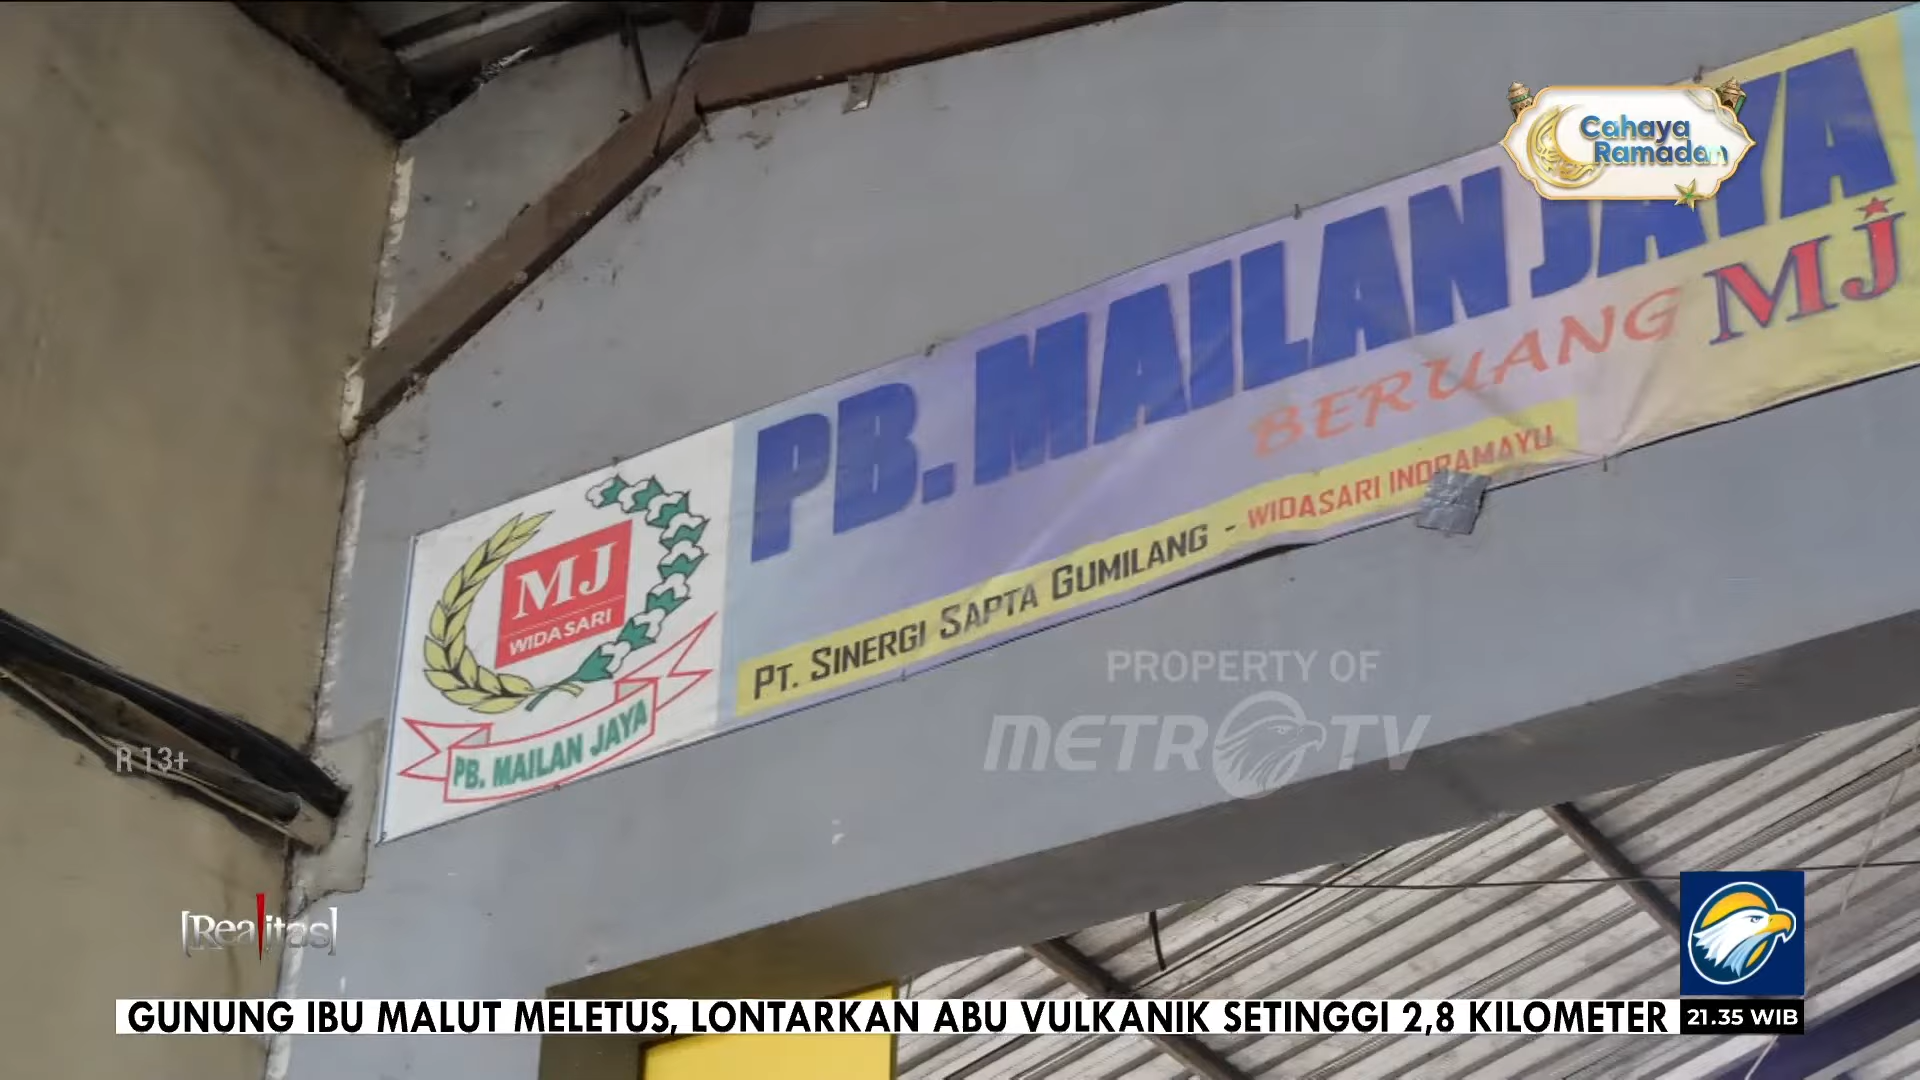 Cahaya
Ramadan
PB. MAILAN JAYA
BERUANG MJ
PT. SINERGI SAPTA GUMILANG - WIDASARI INDRAMAYU
MJ
WIDASARI
PB. MAILAN JAYA
PROPERTY OF
METRO TV
R 13+
[Realitas]
GUNUNG IBU MALUT MELETUS, LONTARKAN ABU VULKANIK SETINGGI 2,8 KILOMETER
21.35 WIB